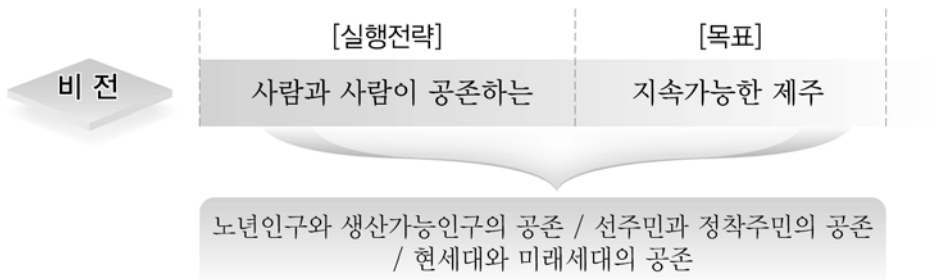 [실행전략] [목표]
비 전 사람과 사람이 공존하는 지속가능한 제주
노년인구와 생산가능인구의 공존 / 선주민과 정착주민의 공존
/ 현세대와 미래세대의 공존